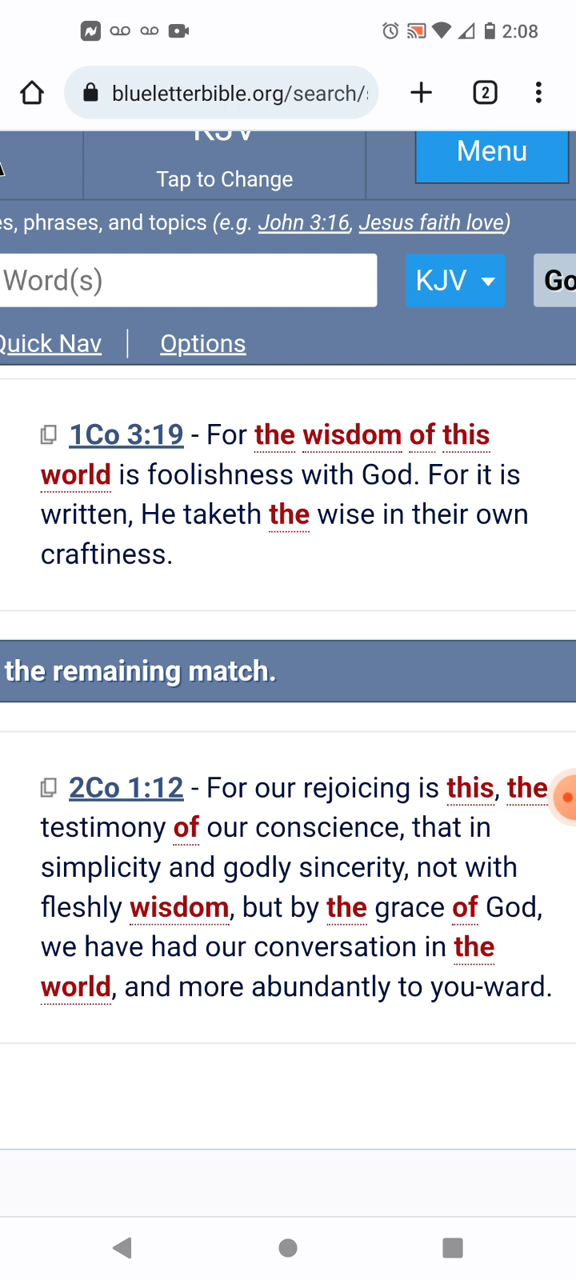 2:08
blueletterbible.org/search/
2
KJV
Menu
Tap to Change
es, phrases, and topics (e.g. John 3:16, Jesus faith love)
Word(s)
KJV
Go
Quick Nav
Options
1Co 3:19 - For the wisdom of this
world is foolishness with God. For it is
written, He taketh the wise in their own
craftiness.
the remaining match.
2Co 1:12 - For our rejoicing is this, the
testimony of our conscience, that in
simplicity and godly sincerity, not with
fleshly wisdom, but by the grace of God,
we have had our conversation in the
world, and more abundantly to you-ward.